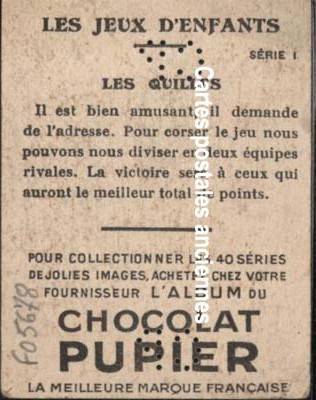 LES JEUX D'ENFANTS
SÉRIE I
LES QUILLES
Il est bien amusant, il demande
de l'adresse. Pour corser le jeu nous
pouvons nous diviser en deux équipes
rivales. La victoire sera à ceux qui
auront le meilleur total de points.
POUR COLLECTIONNER LES 40 SÉRIES
DE JOLIES IMAGES, ACHETEZ CHEZ VOTRE
FOURNISSEUR L'ALBUM DU
CHOCOLAT
PUPIER
LA MEILLEURE MARQUE FRANÇAISE
F05678
Cartespostales anciennes